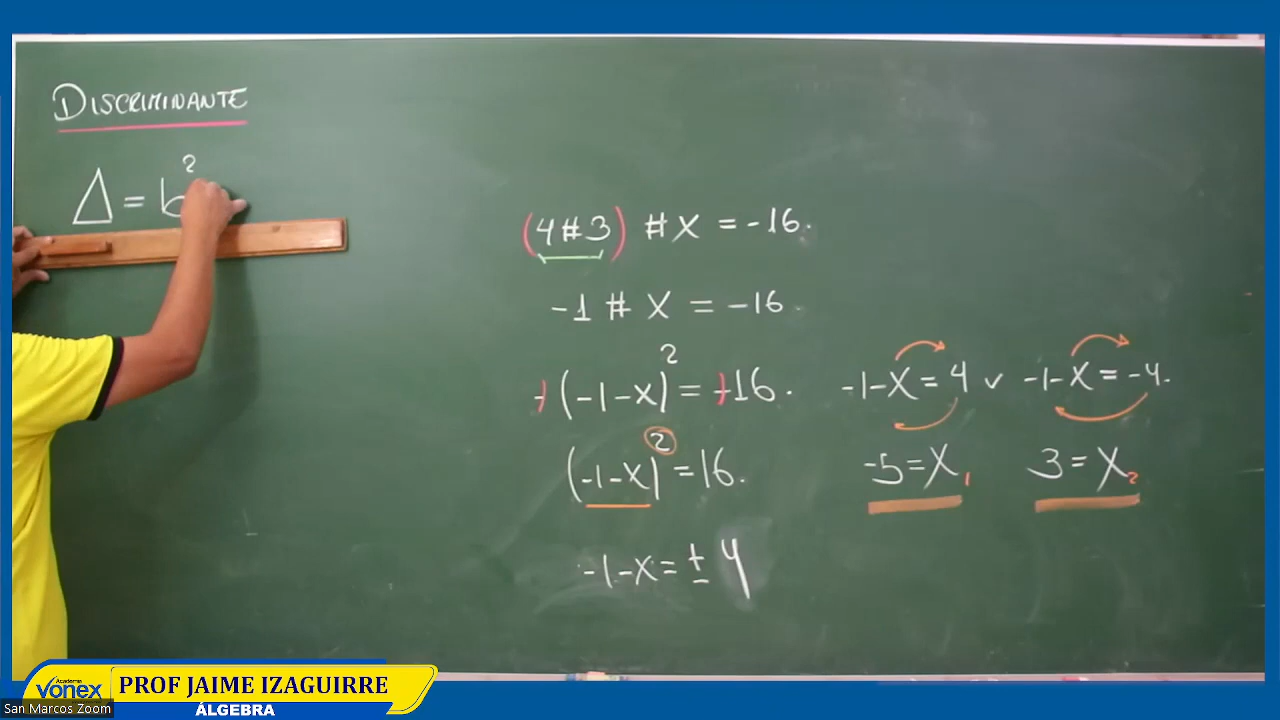 DISCRIMINANTE
Δ = b²
(4 # 3) # X = -16.
-1 # X = -16.
-(-1-x)² = -16.
(-1-x)² = 16.
-1-x = ± 4
-1-X = 4 v -1-X = -4.
-5 = X₁ 3 = X₂
Academia
VONEX
PROF JAIME IZAGUIRRE
ÁLGEBRA
San Marcos Zoom